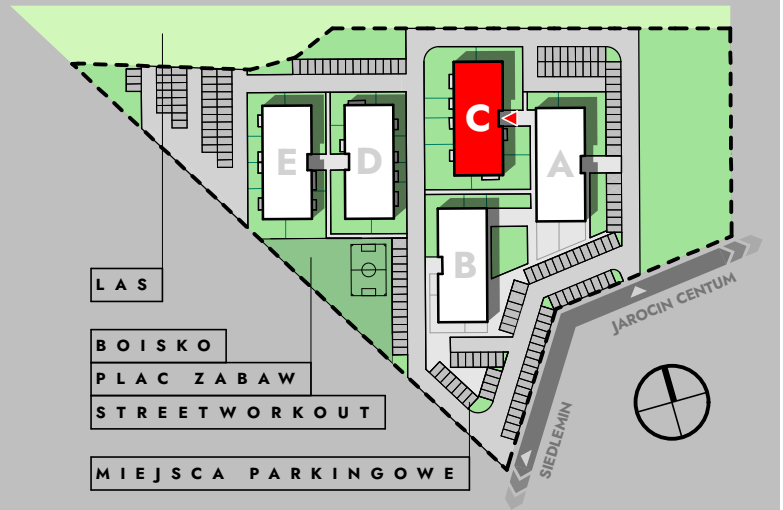 C
E
D
A
B
LAS
BOISKO
PLAC ZABAW
STREETWORKOUT
MIEJSCA PARKINGOWE
JAROCIN CENTUM
SIEDLEMIN